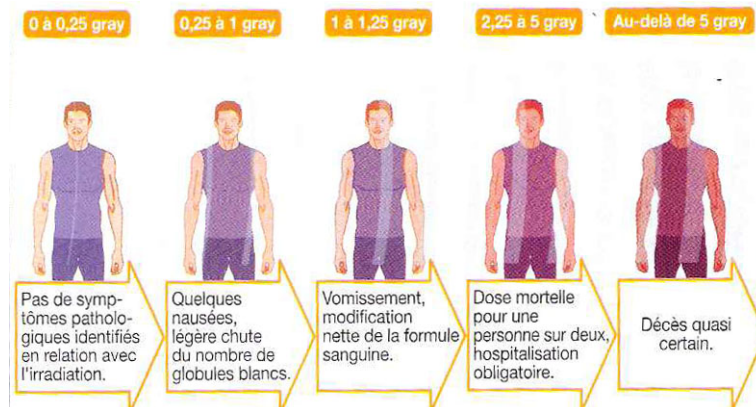 0 à 0,25 gray
0,25 à 1 gray
1 à 1,25 gray
2,25 à 5 gray
Au-delà de 5 gray
Pas de symp-
tômes patholo-
giques identifiés
en relation avec
l'irradiation.
Quelques
nausées,
légère chute
du nombre de
globules blancs.
Vomissement,
modification
nette de la formule
sanguine.
Dose mortelle
pour une
personne sur deux,
hospitalisation
obligatoire.
Décès quasi
certain.